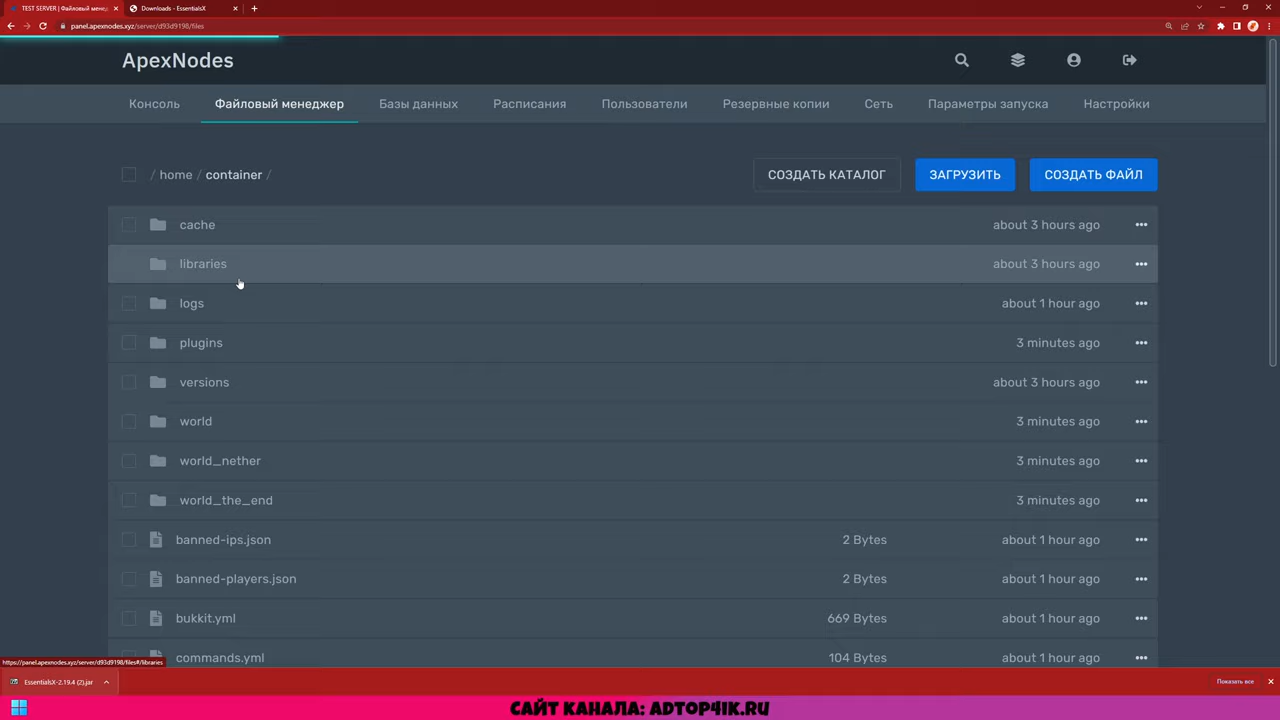 TEST SERVER | Файловый менед
Downloads - EssentialsX
panel.apexnodes.xyz/server/d93d9198/files
ApexNodes
Консоль
Файловый менеджер
Базы данных
Расписания
Пользователи
Резервные копии
Сеть
Параметры запуска
Настройки
/ home / container /
СОЗДАТЬ КАТАЛОГ
ЗАГРУЗИТЬ
СОЗДАТЬ ФАЙЛ
cache about 3 hours ago
libraries about 3 hours ago
logs about 1 hour ago
plugins 3 minutes ago
versions about 3 hours ago
world 3 minutes ago
world_nether 3 minutes ago
world_the_end 3 minutes ago
banned-ips.json 2 Bytes about 1 hour ago
banned-players.json 2 Bytes about 1 hour ago
bukkit.yml 669 Bytes about 1 hour ago
commands.yml 104 Bytes about 1 hour ago
https://panel.apexnodes.xyz/server/d93d9198/files#/libraries
EssentialsX-2.19.4 (2).jar
Показать все
САЙТ КАНАЛА: ADTOP4IK.RU